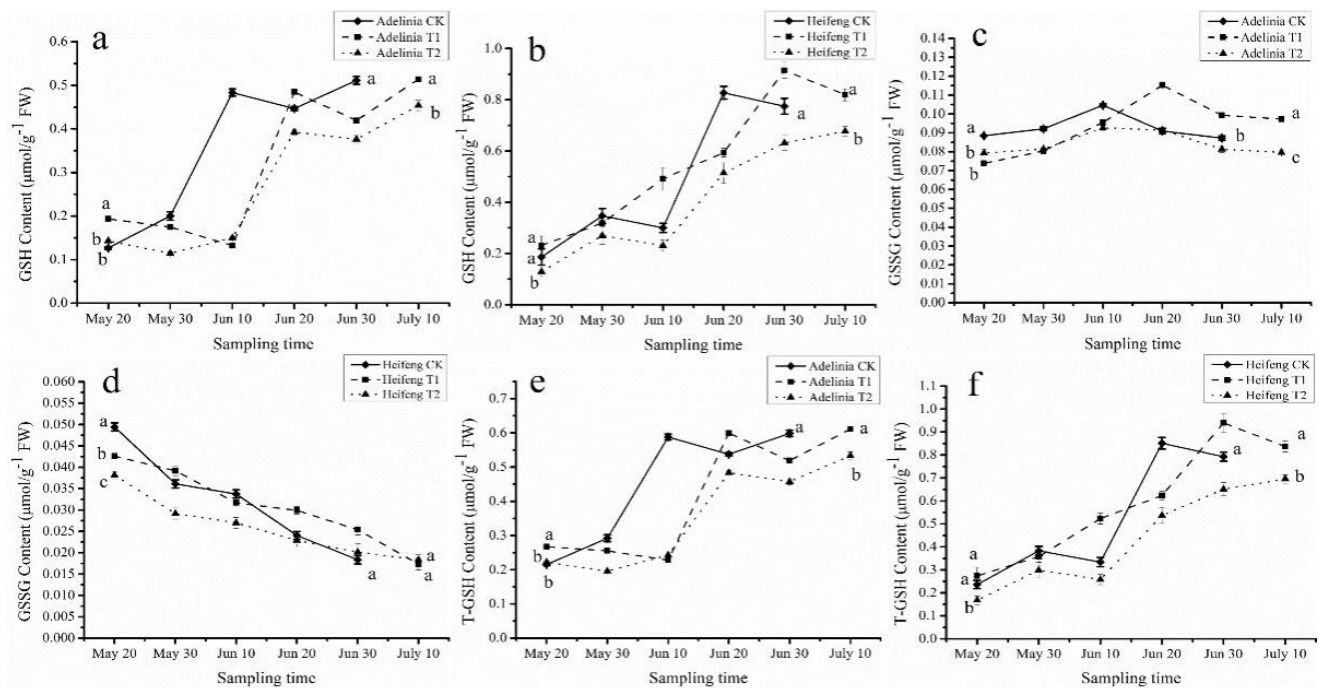 a
Adelinia CK
Adelinia T1
Adelinia T2
GSH Content (μmol/g⁻¹ FW)
0.6
0.5
0.4
0.3
0.2
0.1
0.0
a
b
b
a
a
b
May 20 May 30 Jun 10 Jun 20 Jun 30 July 10
Sampling time
b
Heifeng CK
Heifeng T1
Heifeng T2
GSH Content (μmol/g⁻¹ FW)
1.0
0.8
0.6
0.4
0.2
0.0
a
a
b
a
a
b
May 20 May 30 Jun 10 Jun 20 Jun 30 July 10
Sampling time
c
Adelinia CK
Adelinia T1
Adelinia T2
GSSG Content (μmol/g⁻¹ FW)
0.14
0.13
0.12
0.11
0.10
0.09
0.08
0.07
0.06
0.05
0.04
0.03
0.02
0.01
0.00
a
b
b
a
b
c
May 20 May 30 Jun 10 Jun 20 Jun 30 July 10
Sampling time
d
Heifeng CK
Heifeng T1
Heifeng T2
GSSG Content (μmol/g⁻¹ FW)
0.060
0.055
0.050
0.045
0.040
0.035
0.030
0.025
0.020
0.015
0.010
0.005
0.000
a
b
c
a
a
a
May 20 May 30 Jun 10 Jun 20 Jun 30 July 10
Sampling time
e
Adelinia CK
Adelinia T1
Adelinia T2
T-GSH Content (μmol/g⁻¹ FW)
0.7
0.6
0.5
0.4
0.3
0.2
0.1
0.0
a
b
b
a
a
b
May 20 May 30 Jun 10 Jun 20 Jun 30 July 10
Sampling time
f
Heifeng CK
Heifeng T1
Heifeng T2
T-GSH Content (μmol/g⁻¹ FW)
1.1
1.0
0.9
0.8
0.7
0.6
0.5
0.4
0.3
0.2
0.1
0.0
a
a
b
a
a
b
May 20 May 30 Jun 10 Jun 20 Jun 30 July 10
Sampling time